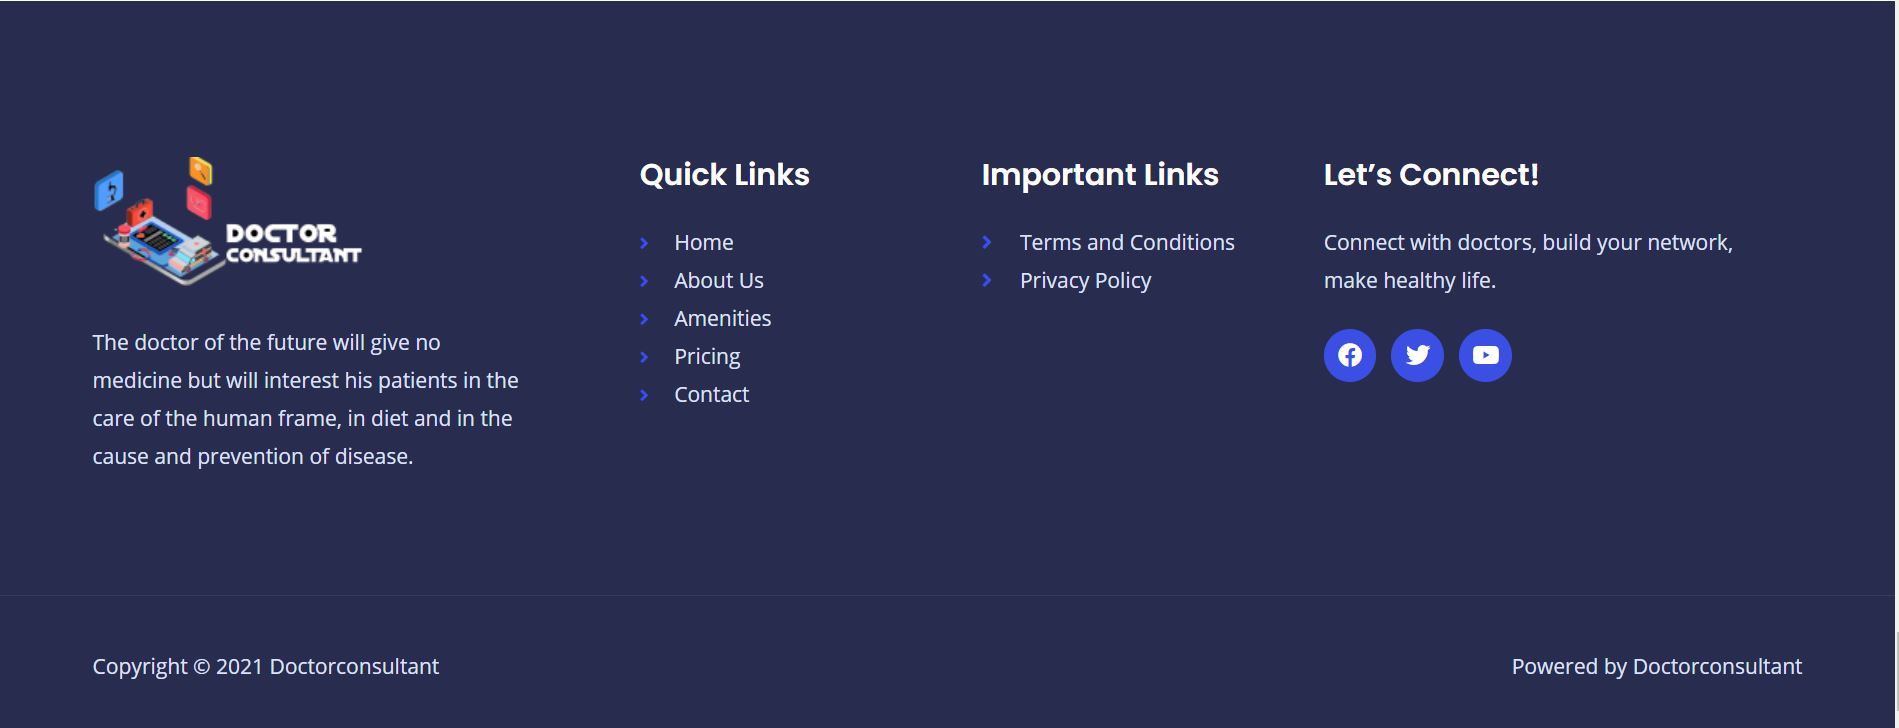 DOCTOR
CONSULTANT
The doctor of the future will give no
medicine but will interest his patients in the
care of the human frame, in diet and in the
cause and prevention of disease.
Quick Links
Home
About Us
Amenities
Pricing
Contact
Important Links
Terms and Conditions
Privacy Policy
Let’s Connect!
Connect with doctors, build your network,
make healthy life.
Copyright © 2021 Doctorconsultant
Powered by Doctorconsultant